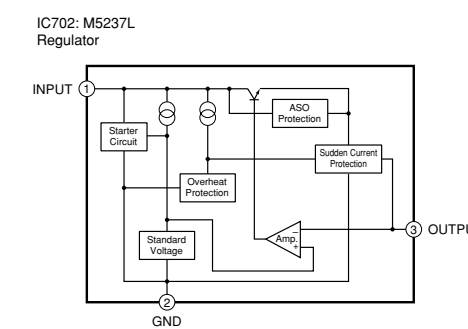 IC702: M5237L
Regulator
INPUT
1
ASO
Protection
Starter
Circuit
Sudden Current
Protection
Overheat
Protection
3
OUTPU
Amp.
–
+
Standard
Voltage
2
GND